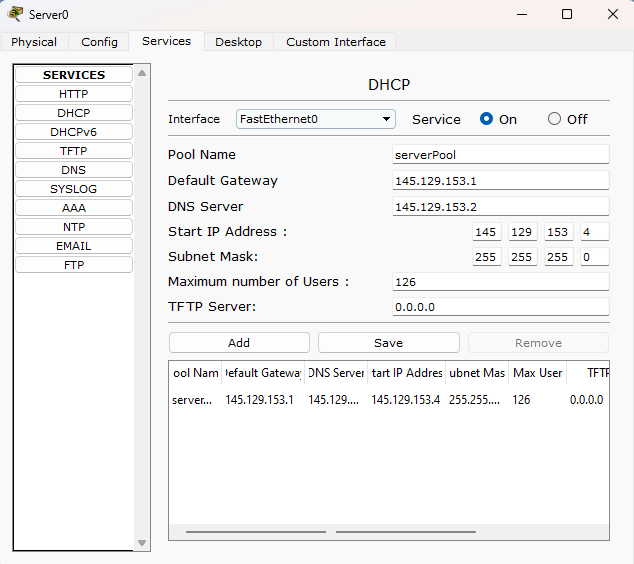 Server0
Physical Config Services Desktop Custom Interface
SERVICES
HTTP
DHCP
DHCPv6
TFTP
DNS
SYSLOG
AAA
NTP
EMAIL
FTP
DHCP
Interface FastEthernet0 Service On Off
Pool Name serverPool
Default Gateway 145.129.153.1
DNS Server 145.129.153.2
Start IP Address : 145 129 153 4
Subnet Mask: 255 255 255 0
Maximum number of Users : 126
TFTP Server: 0.0.0.0
Add Save Remove
ool Nam efault Gateway DNS Server tart IP Addres ubnet Mas Max User TFTP
server... 145.129.153.1 145.129.... 145.129.153.4 255.255.... 126 0.0.0.0